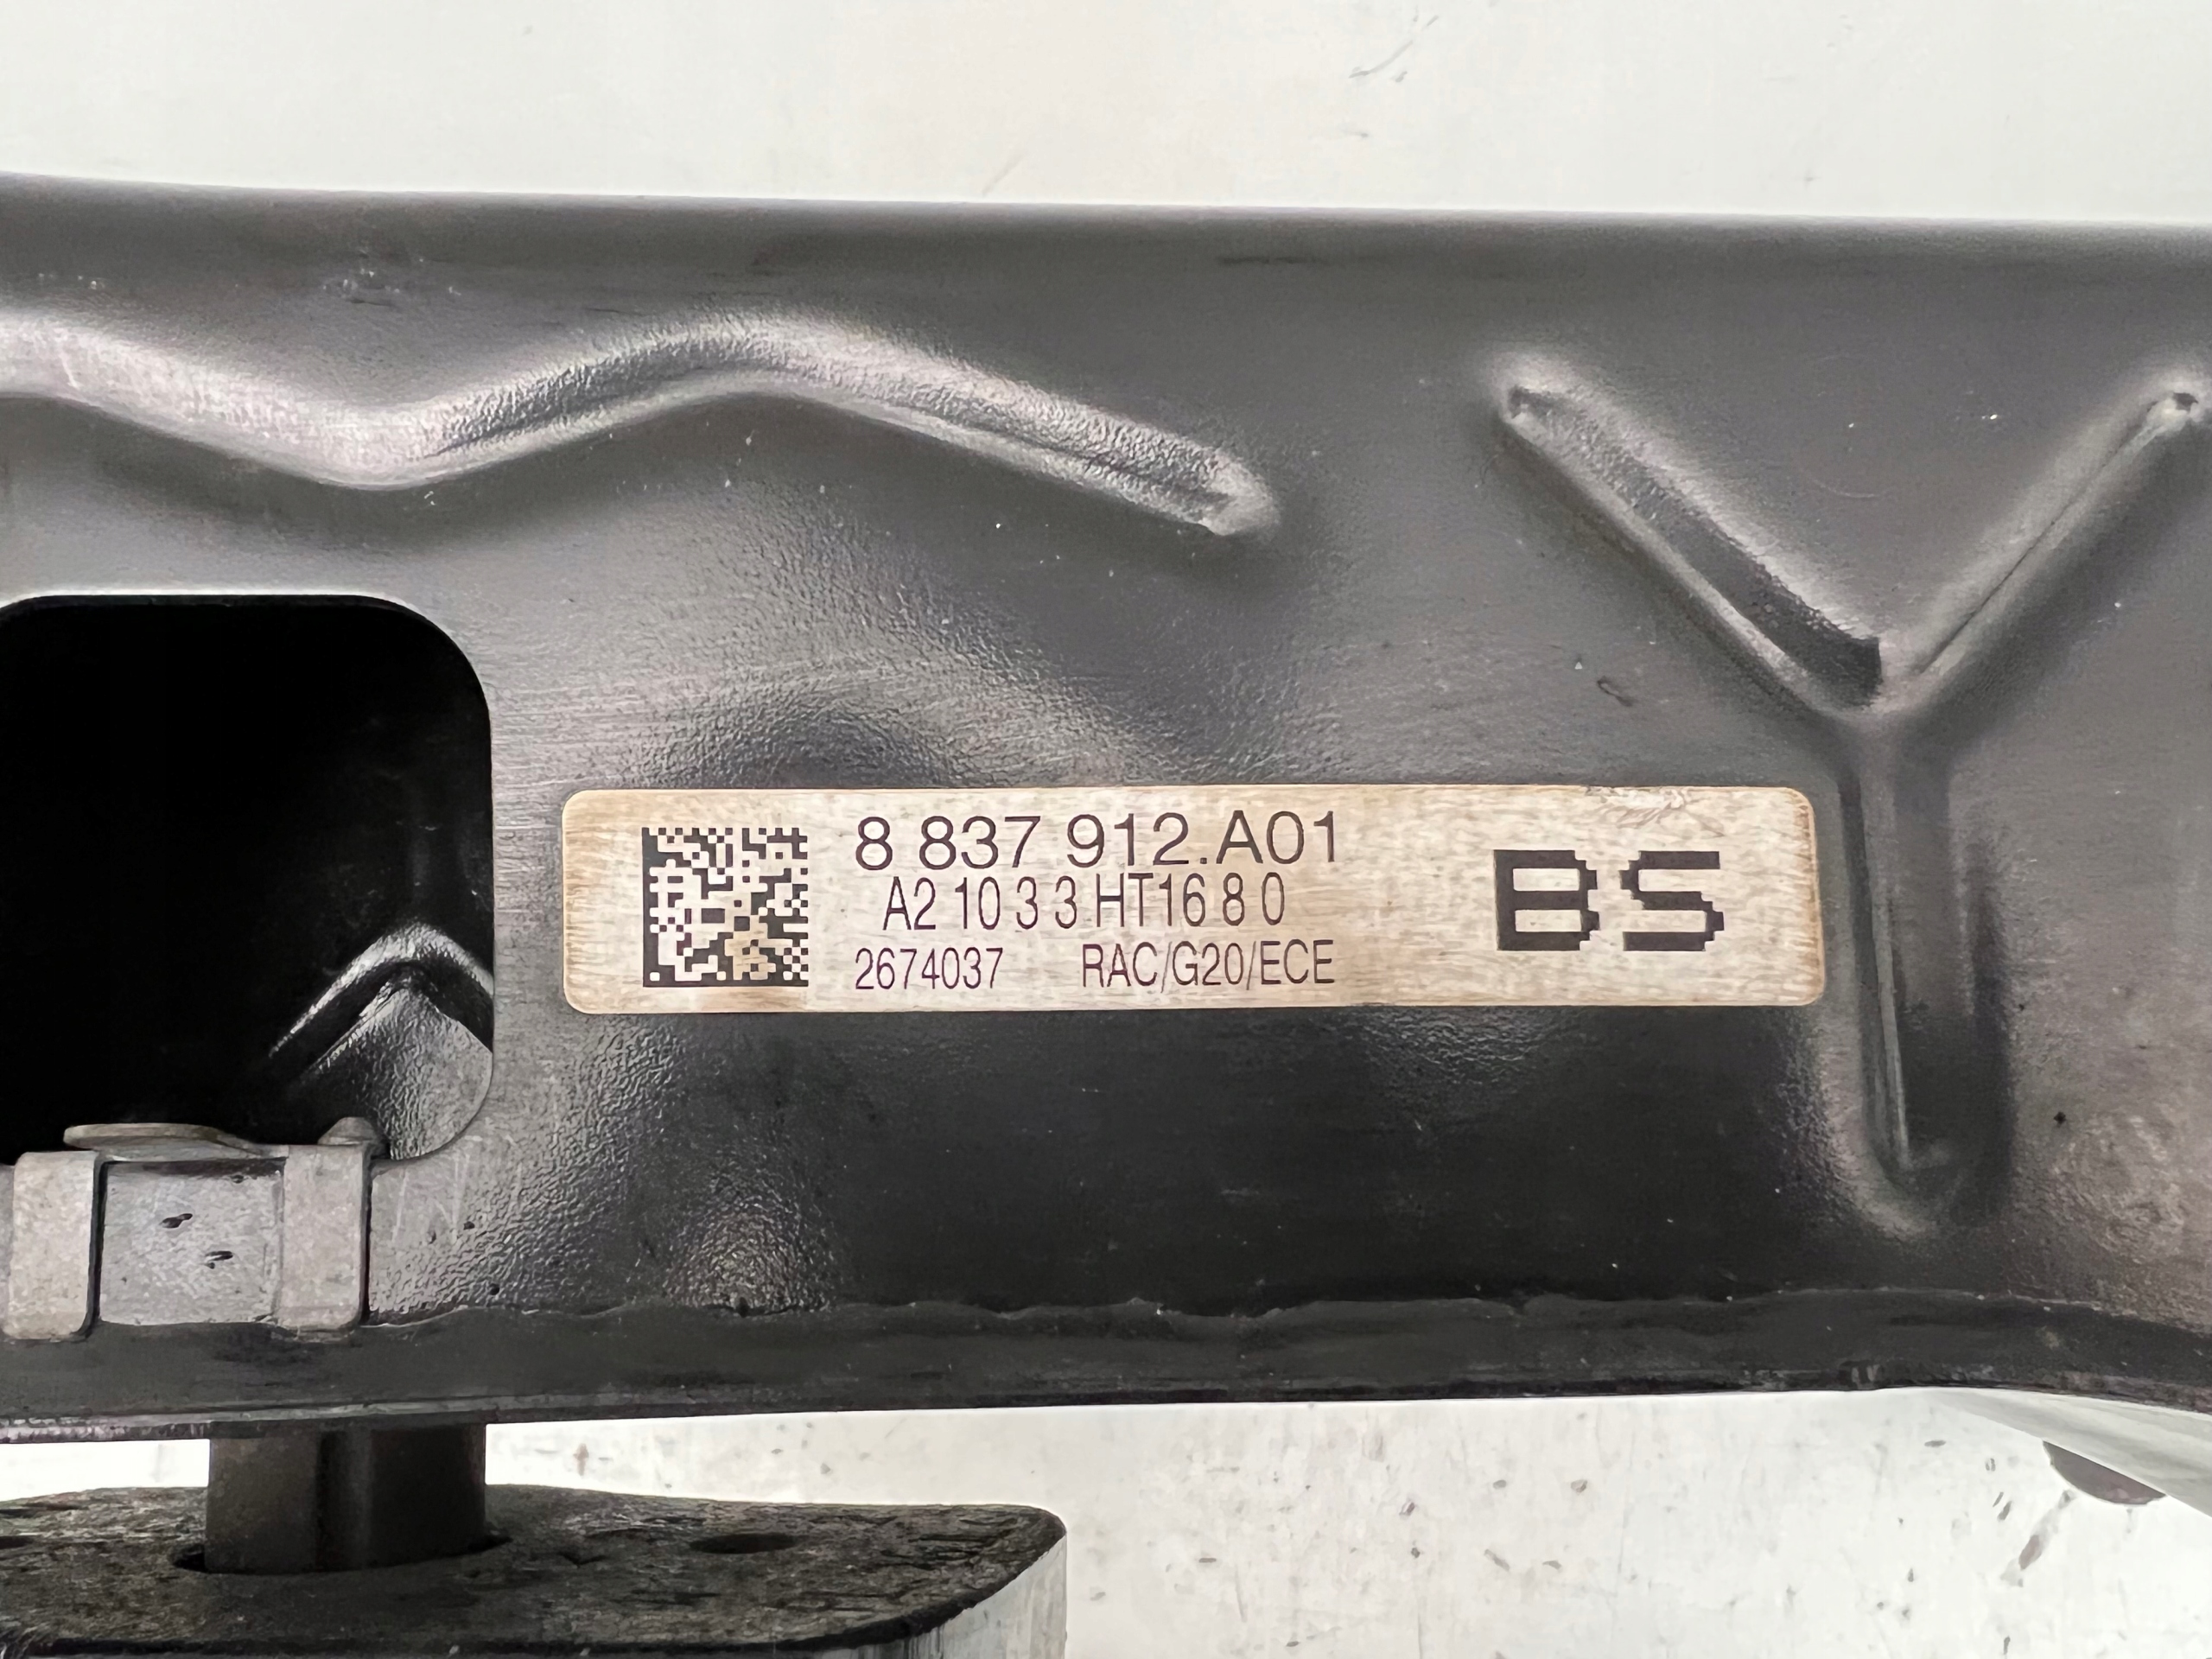 8 837 912.A01
A2 10 3 3 HT16 8 0
2674037 RAC/G20/ECE
BS